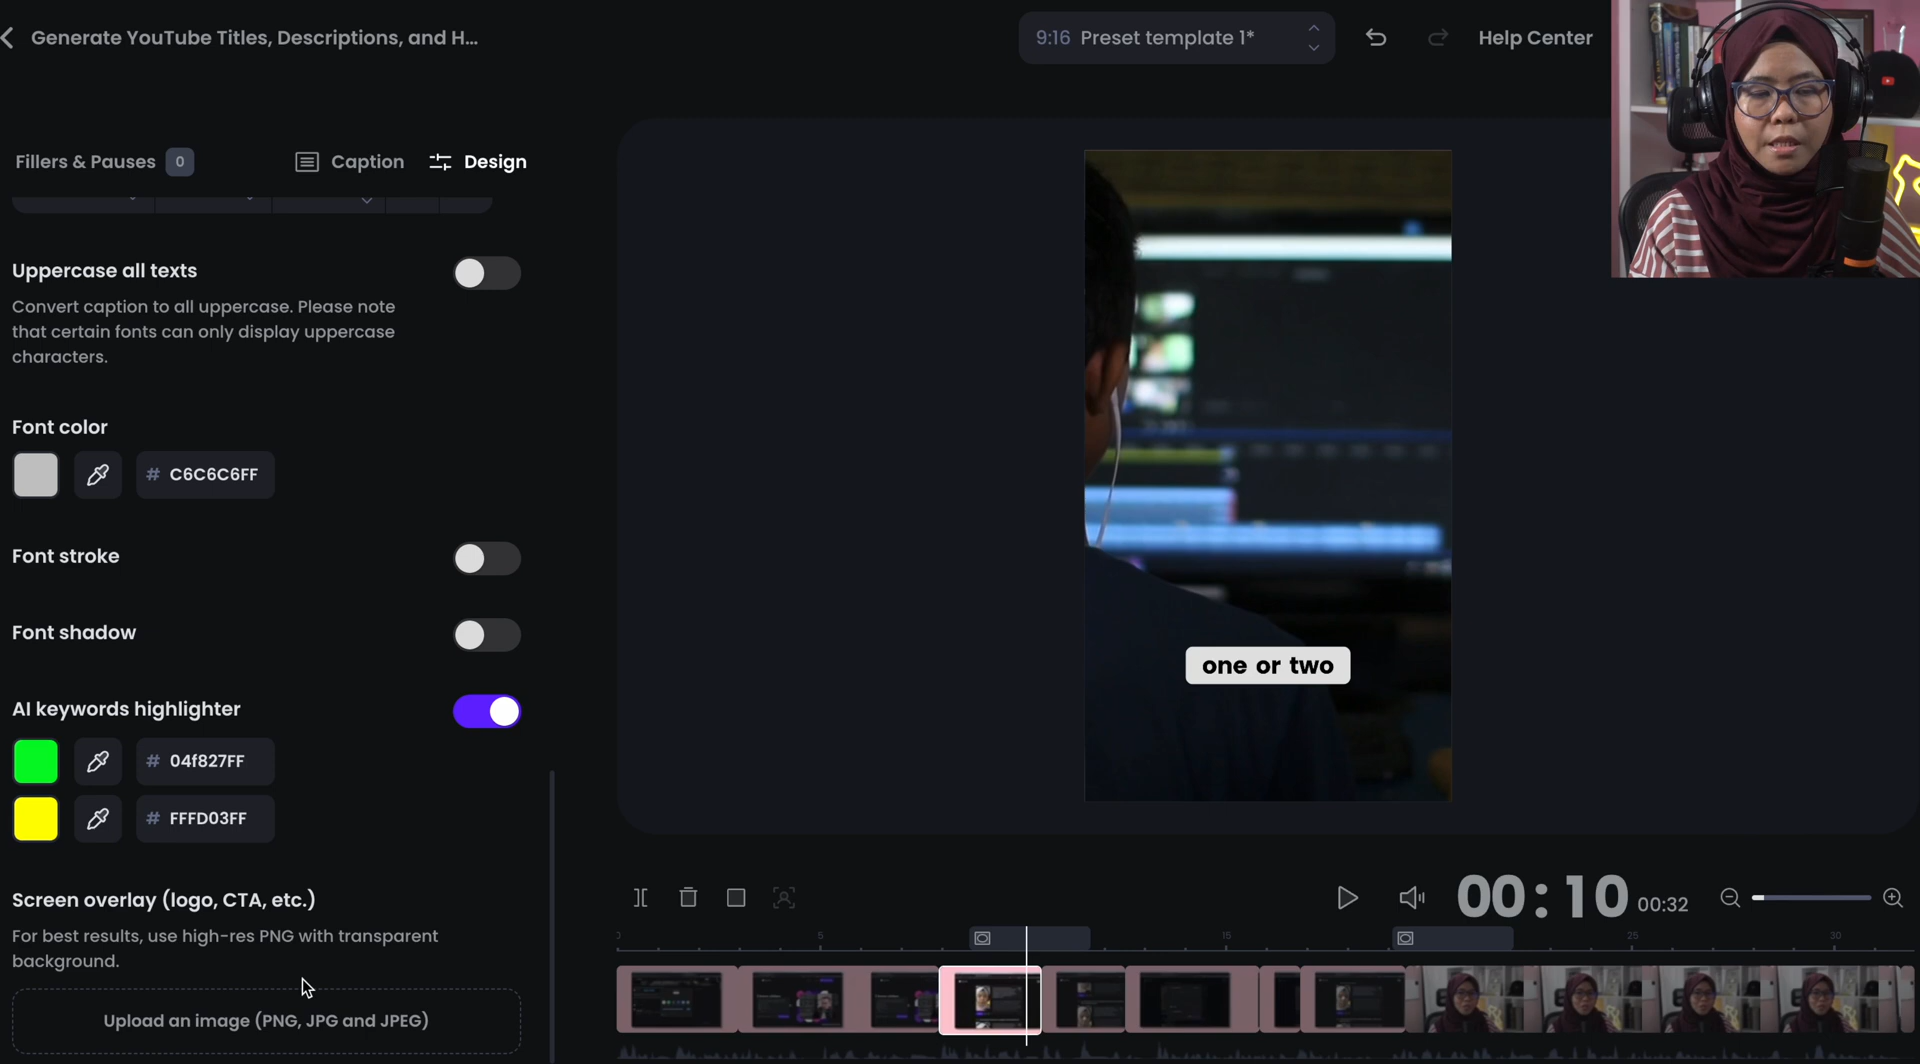 Generate YouTube Titles, Descriptions, and H...
9:16 Preset template 1*
Help Center
Fillers & Pauses 0
Caption
Design
Uppercase all texts
Convert caption to all uppercase. Please note
that certain fonts can only display uppercase
characters.
Font color
# C6C6C6FF
Font stroke
Font shadow
AI keywords highlighter
# 04f827FF
# FFFD03FF
Screen overlay (logo, CTA, etc.)
For best results, use high-res PNG with transparent
background.
Upload an image (PNG, JPG and JPEG)
one or two
00:10 00:32
0 5 15 25 30